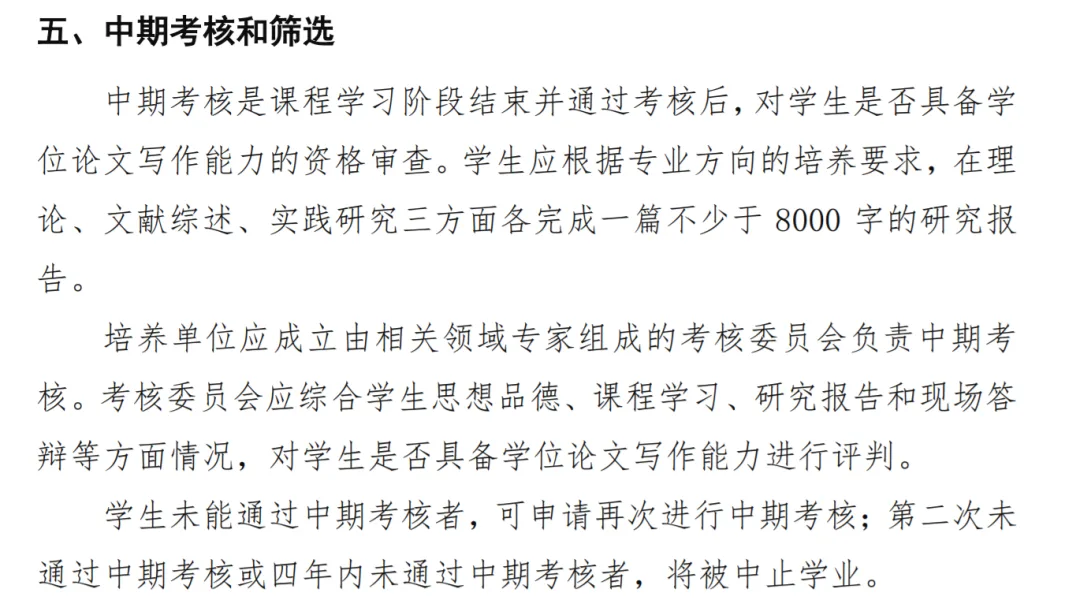 五、中期考核和筛选
中期考核是课程学习阶段结束并通过考核后，对学生是否具备学
位论文写作能力的资格审查。学生应根据专业方向的培养要求，在理
论、文献综述、实践研究三方面各完成一篇不少于 8000 字的研究报
告。
培养单位应成立由相关领域专家组成的考核委员会负责中期考
核。考核委员会应综合学生思想品德、课程学习、研究报告和现场答
辩等方面情况，对学生是否具备学位论文写作能力进行评判。
学生未能通过中期考核者，可申请再次进行中期考核；第二次未
通过中期考核或四年内未通过中期考核者，将被中止学业。